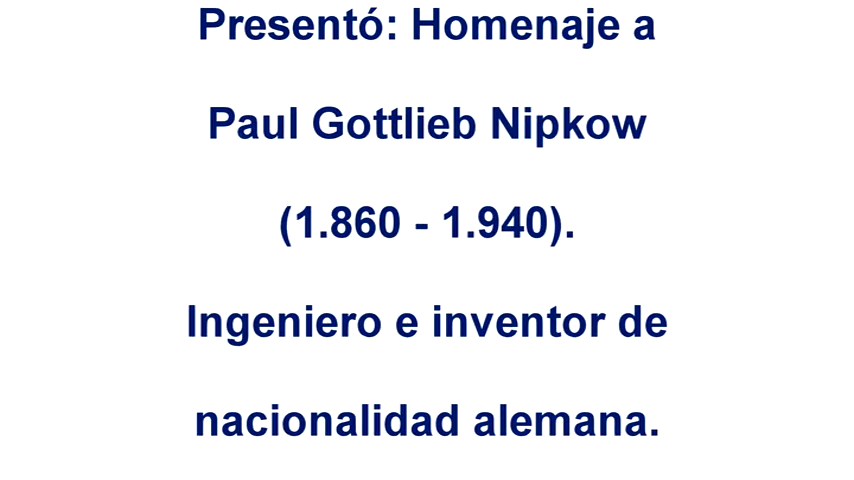 Presentó: Homenaje a
Paul Gottlieb Nipkow
(1.860 - 1.940).
Ingeniero e inventor de
nacionalidad alemana.